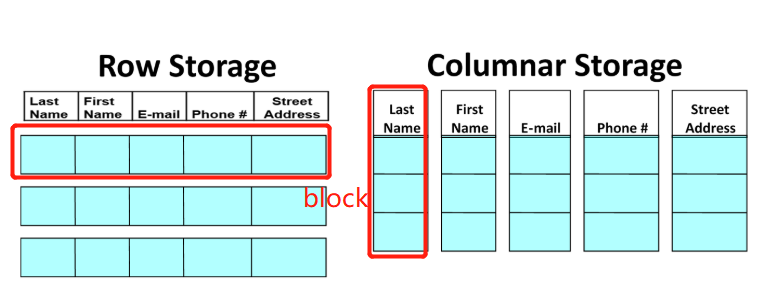 Row Storage
Last Name
First Name
E-mail
Phone #
Street Address
block
Columnar Storage
Last Name
First Name
E-mail
Phone #
Street Address